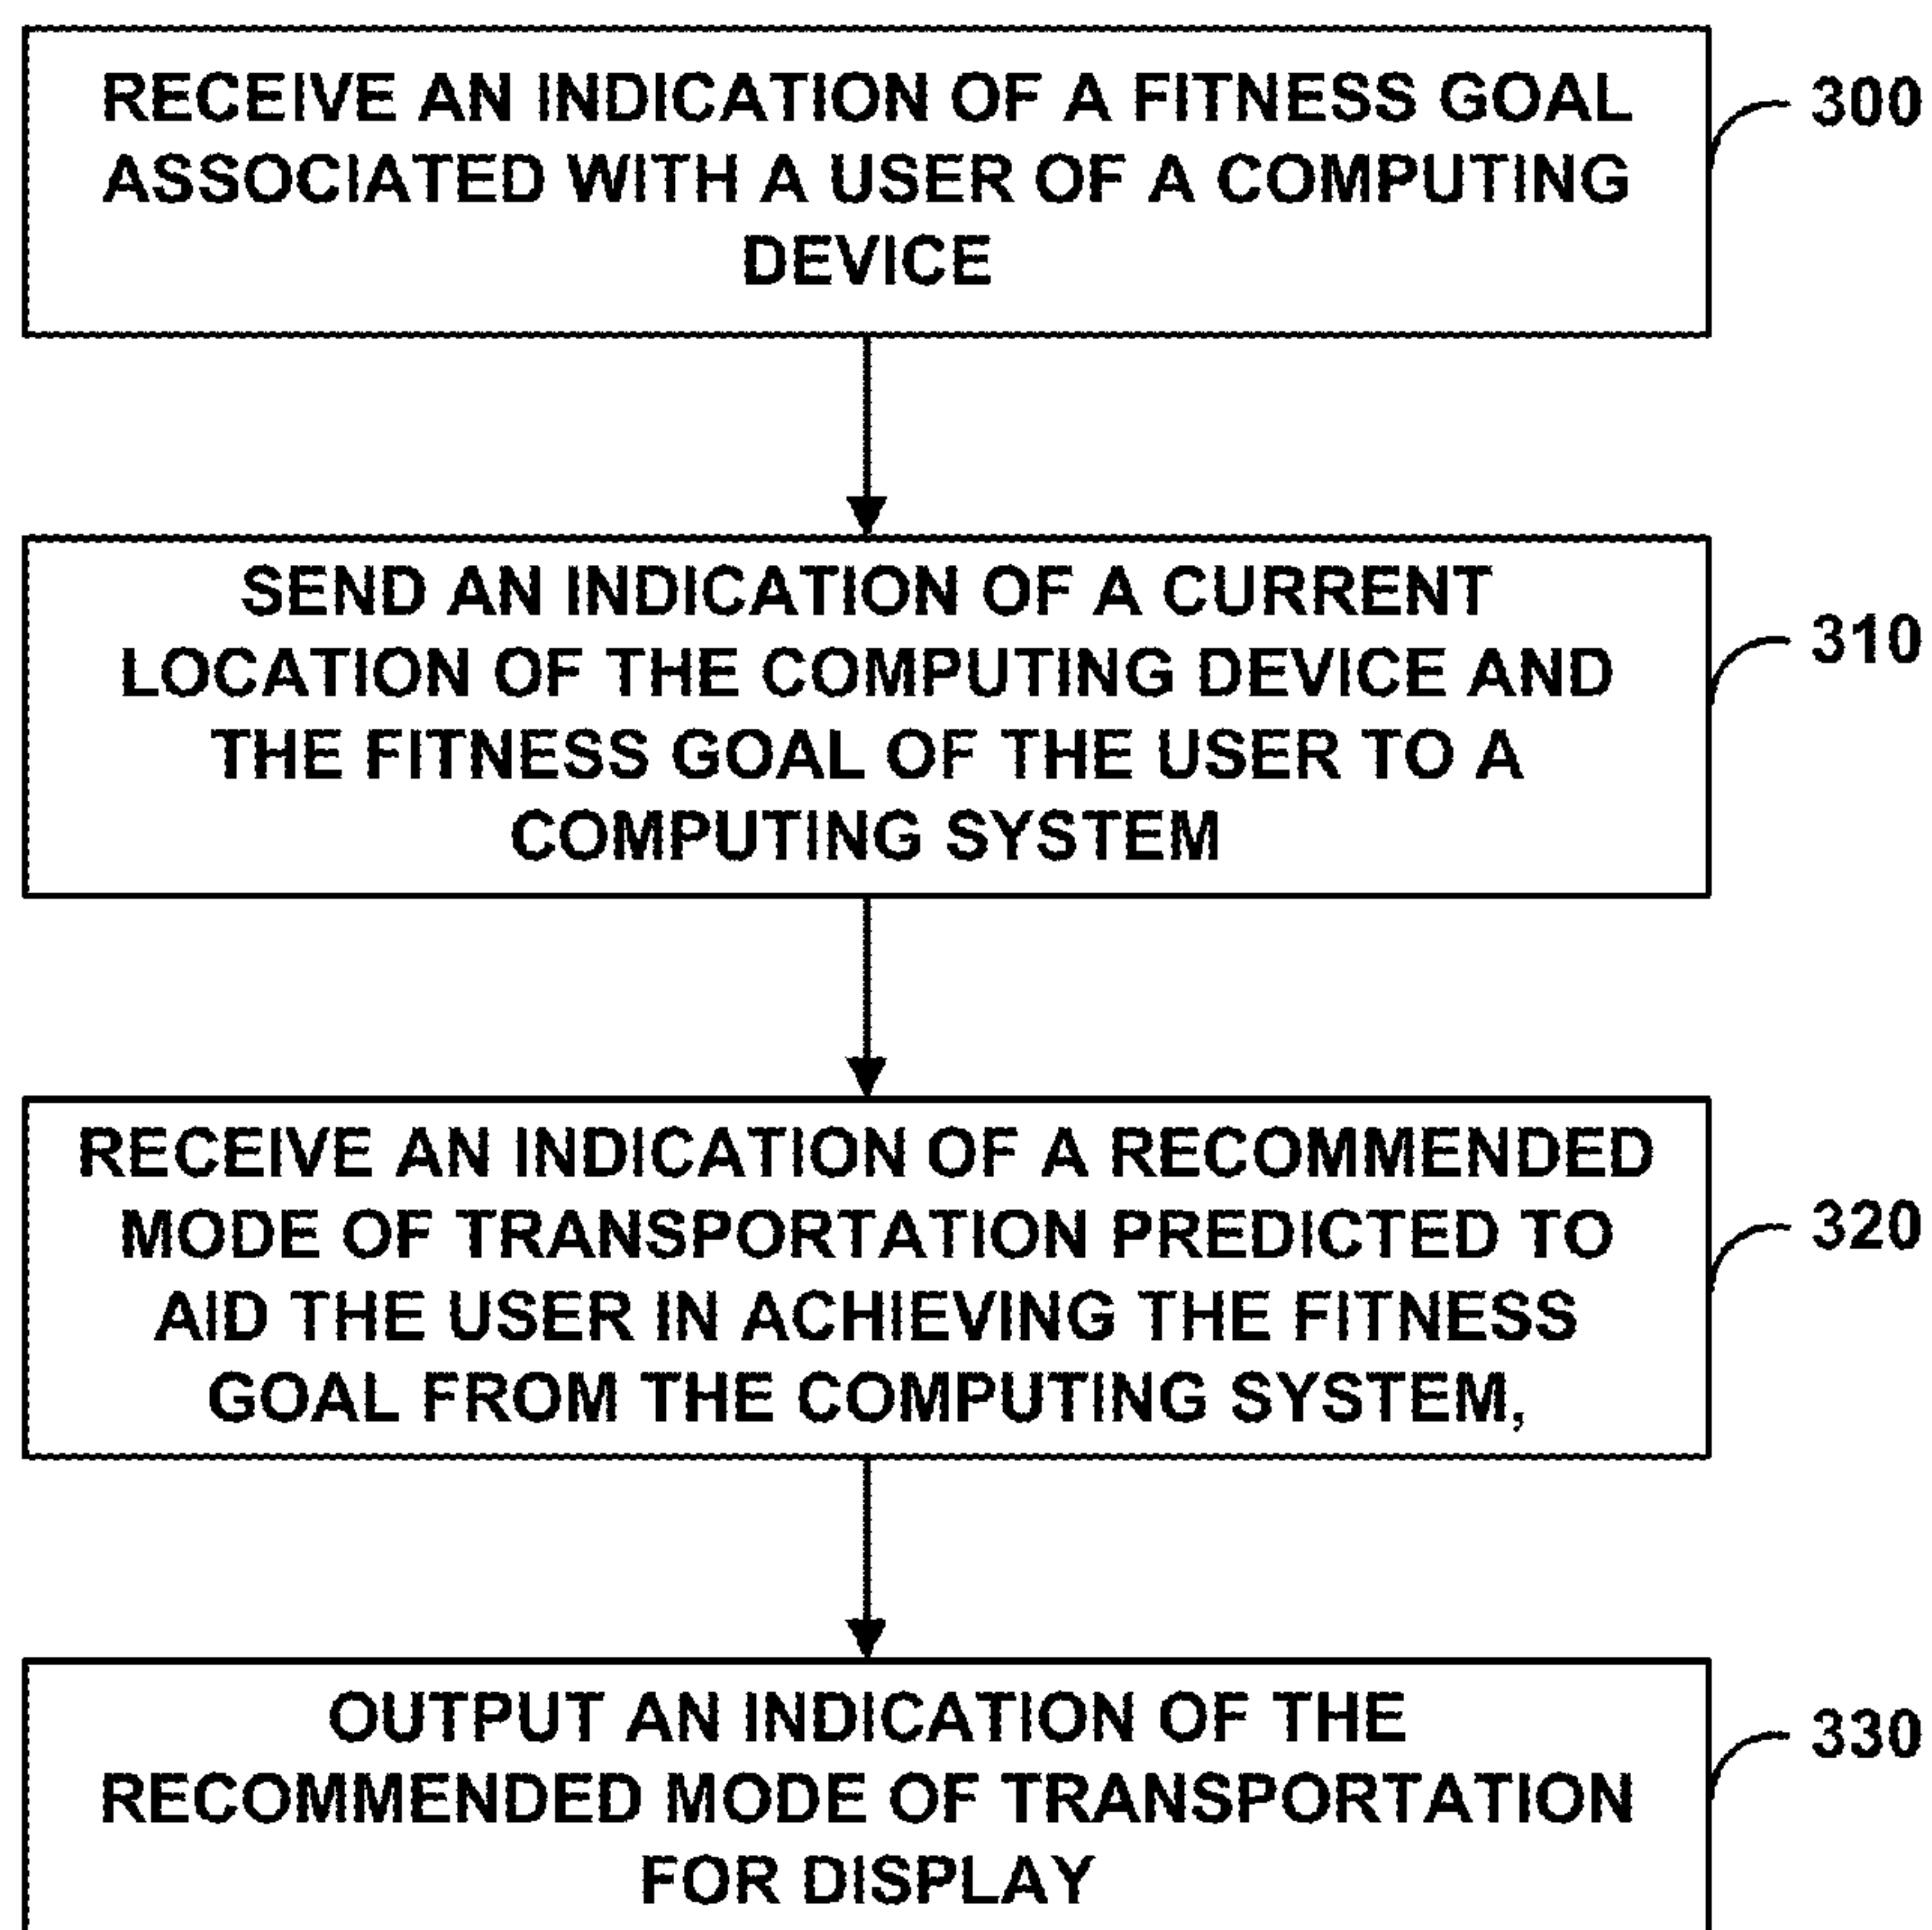 RECEIVE AN INDICATION OF A FITNESS GOAL
ASSOCIATED WITH A USER OF A COMPUTING
DEVICE
300
SEND AN INDICATION OF A CURRENT
LOCATION OF THE COMPUTING DEVICE AND
THE FITNESS GOAL OF THE USER TO A
COMPUTING SYSTEM
310
RECEIVE AN INDICATION OF A RECOMMENDED
MODE OF TRANSPORTATION PREDICTED TO
AID THE USER IN ACHIEVING THE FITNESS
GOAL FROM THE COMPUTING SYSTEM,
320
OUTPUT AN INDICATION OF THE
RECOMMENDED MODE OF TRANSPORTATION
FOR DISPLAY
330